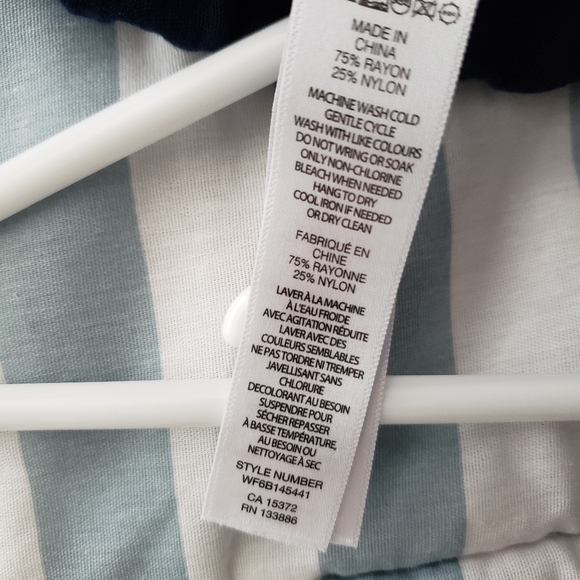 MADE IN
CHINA
75% RAYON
25% NYLON
MACHINE WASH COLD
GENTLE CYCLE
WASH WITH LIKE COLOURS
DO NOT WRING OR SOAK
ONLY NON-CHLORINE
BLEACH WHEN NEEDED
HANG TO DRY
COOL IRON IF NEEDED
OR DRY CLEAN
FABRIQUÉ EN
CHINE
75% RAYONNE
25% NYLON
LAVER À LA MACHINE
À L'EAU FROIDE
AVEC AGITATION RÉDUITE
LAVER AVEC DES
COULEURS SEMBLABLES
NE PAS TORDRE NI TREMPER
JAVELLISANT SANS
CHLORURE
DECOLORANT AU BESOIN
SUSPENDRE POUR
SÉCHER REPASSER
À BASSE TEMPÉRATURE,
AU BESOIN OU
NETTOYAGE À SEC
STYLE NUMBER
WF6B145441
CA 15372
RN 133886